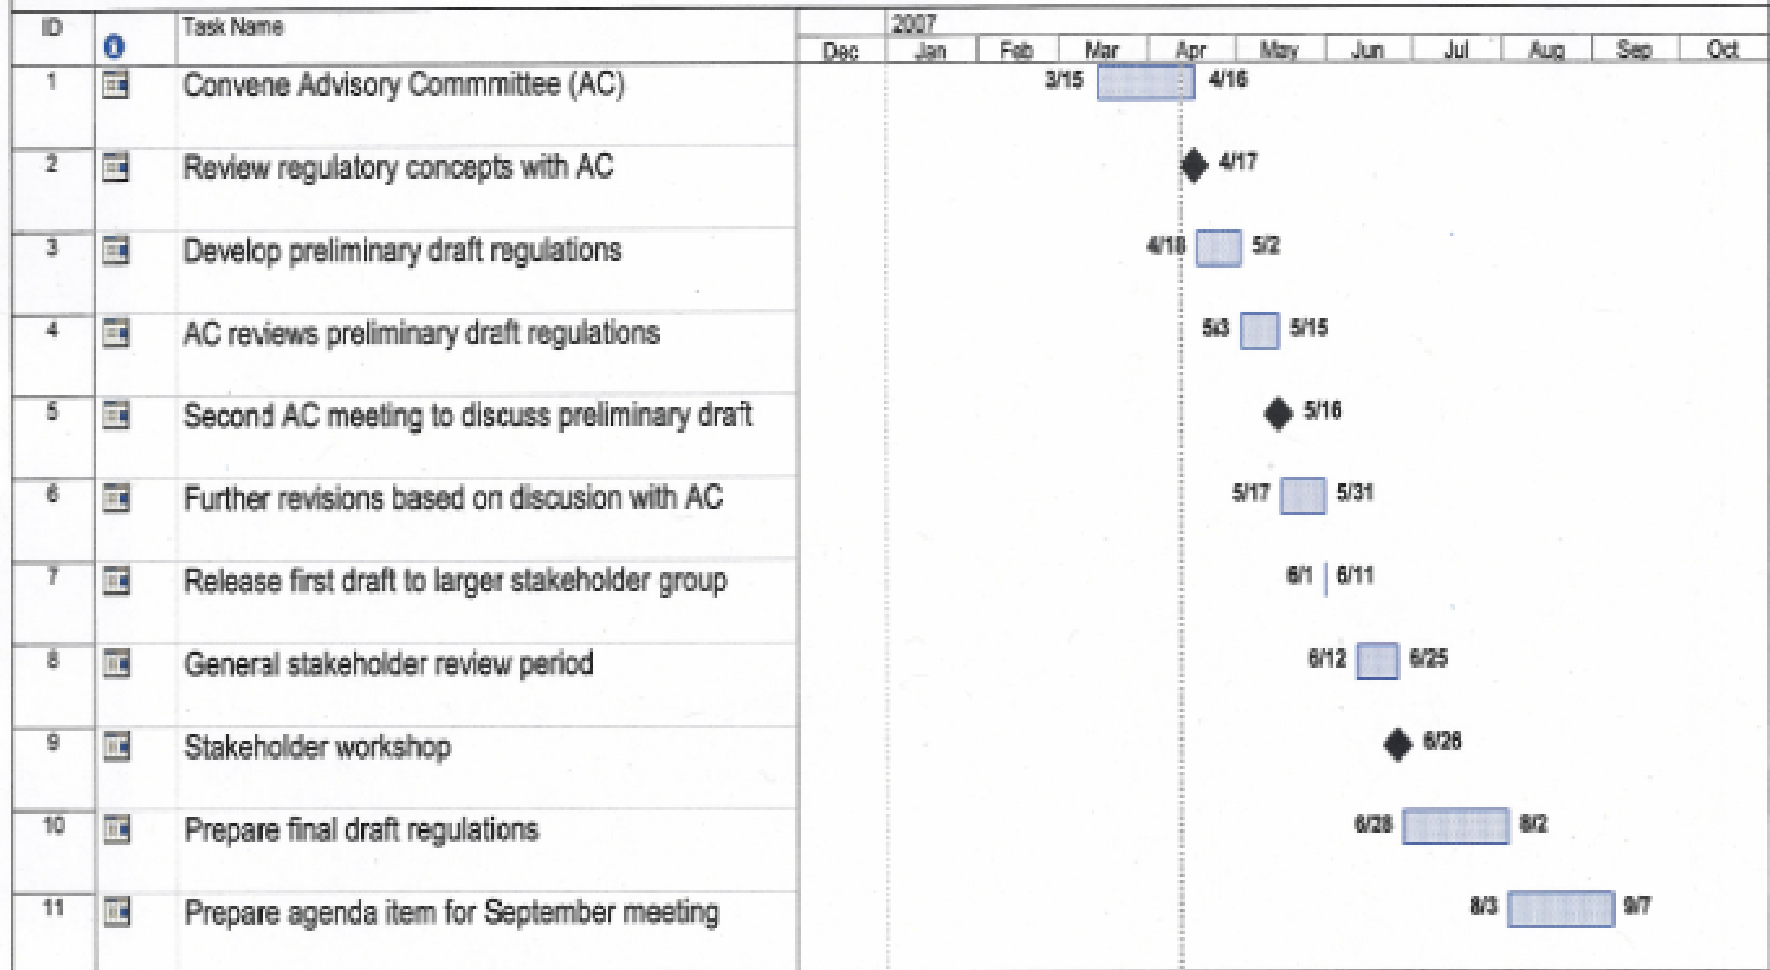 ID Task Name 2007
Dec Jan Feb Mar Apr May Jun Jul Aug Sep Oct
1 Convene Advisory Commmittee (AC) 3/15 4/16
2 Review regulatory concepts with AC 4/17
3 Develop preliminary draft regulations 4/18 5/2
4 AC reviews preliminary draft regulations 5/3 5/15
5 Second AC meeting to discuss preliminary draft 5/16
6 Further revisions based on discusion with AC 5/17 5/31
7 Release first draft to larger stakeholder group 6/1 6/11
8 General stakeholder review period 6/12 6/25
9 Stakeholder workshop 6/26
10 Prepare final draft regulations 6/28 8/2
11 Prepare agenda item for September meeting 8/3 9/7